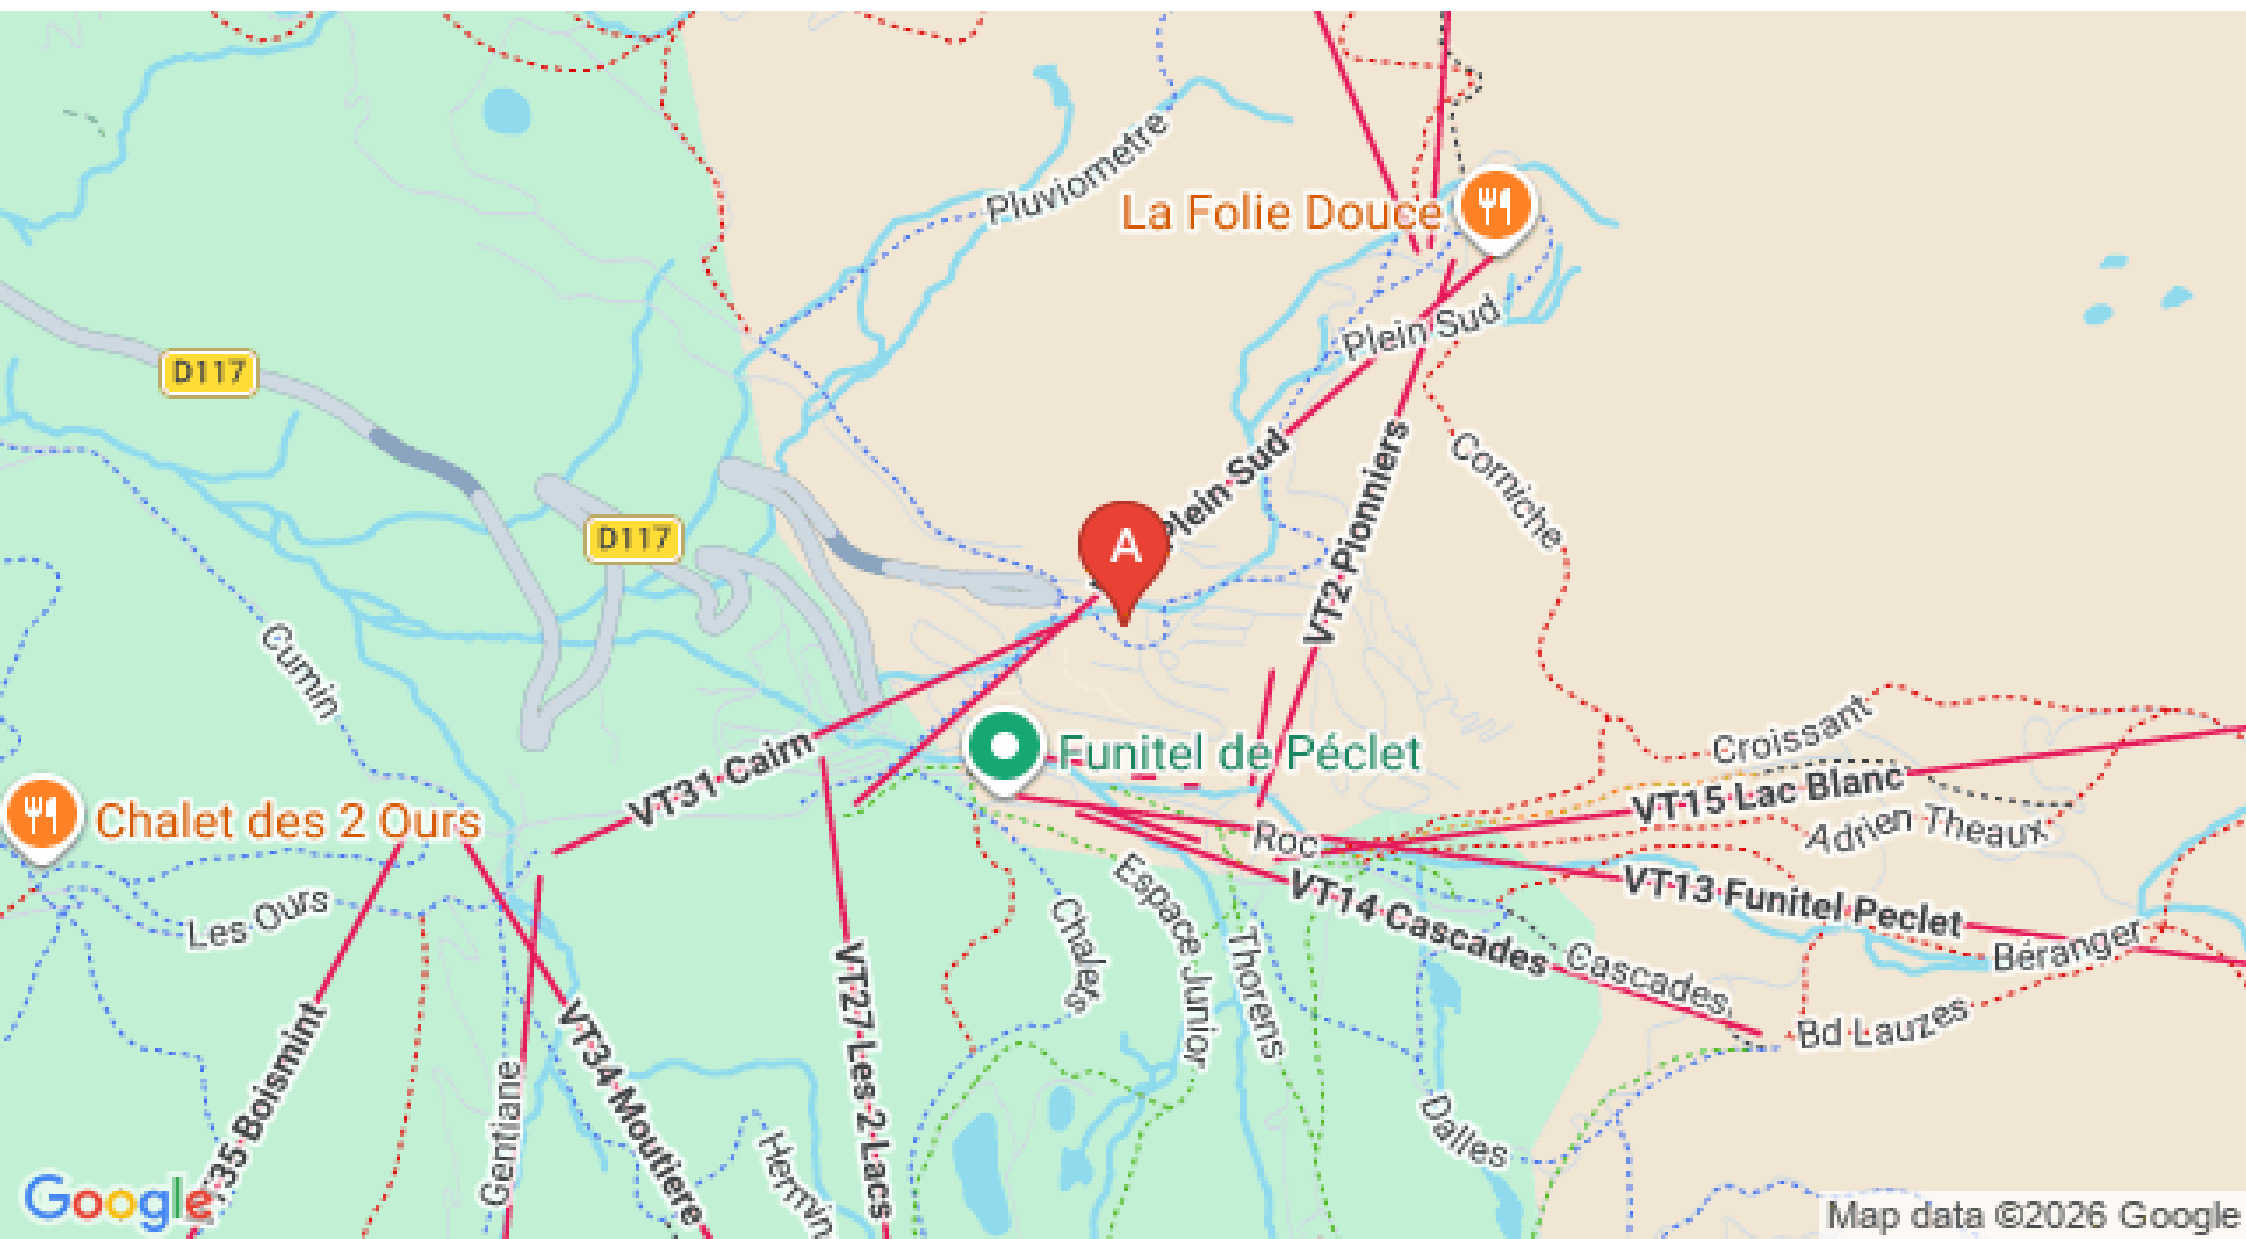 Pluviometre
La Folie Douce
Plein Sud
D117
Plein Sud
VT2 Pionniers
Corniche
D117
A
Cumin
Croissant
Funitel de Péclet
VT31 Cairn
VT15 Lac Blanc
Chalet des 2 Ours
Adrien Theaux
Roc
VT13 Funitel Peclet
VT14 Cascades
Les Ours
Espace Junior
Chalets
Thorens
Cascades
Béranger
Bd Lauzes
VT27 Les 2 Lacs
VT34 Moutiere
T35 Boismint
Gentiane
Hermin
Dalles
Google
Map data ©2026 Google